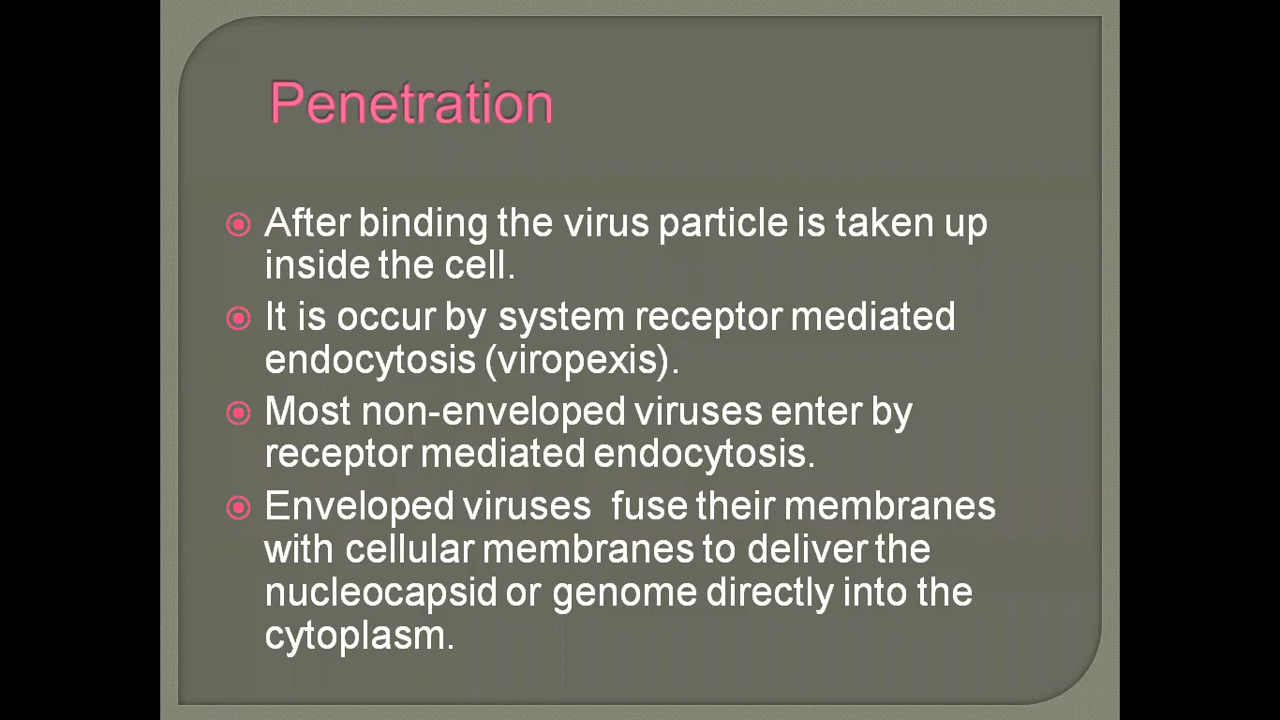 Penetration
After binding the virus particle is taken up
inside the cell.
It is occur by system receptor mediated
endocytosis (viropexis).
Most non-enveloped viruses enter by
receptor mediated endocytosis.
Enveloped viruses  fuse their membranes
with cellular membranes to deliver the
nucleocapsid or genome directly into the
cytoplasm.